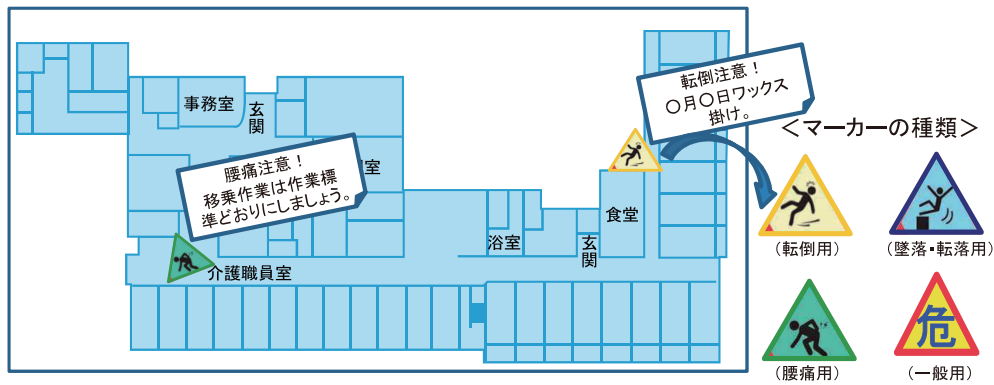 転倒注意！
〇月〇日ワックス
掛け。
＜マーカーの種類＞
事務室
玄関
腰痛注意！
移乗作業は作業標
準どおりにしましょう。
室
食堂
浴室
玄関
介護職員室
（転倒用）
（墜落・転落用）
危
（腰痛用）
（一般用）